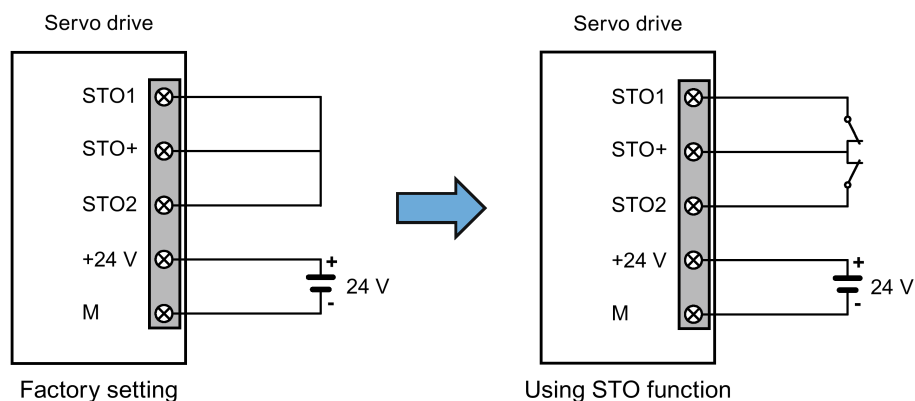 Servo drive
STO1
STO+
STO2
+24 V
M
+
-
24 V
Factory setting
Servo drive
STO1
STO+
STO2
+24 V
M
+
-
24 V
Using STO function